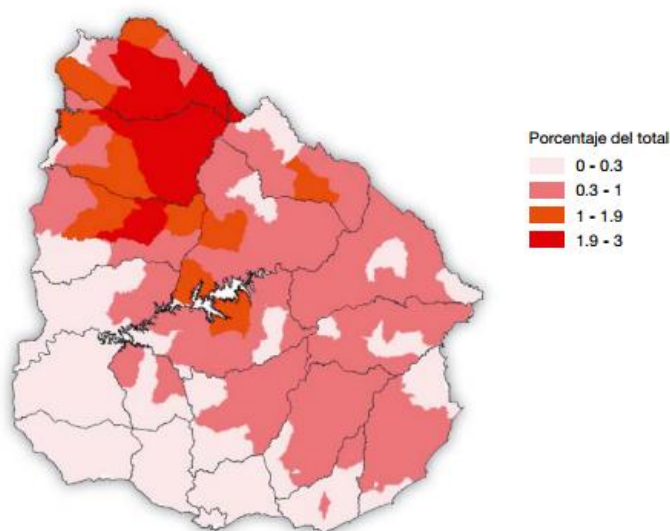 Porcentaje del total
0 - 0.3
0.3 - 1
1 - 1.9
1.9 - 3